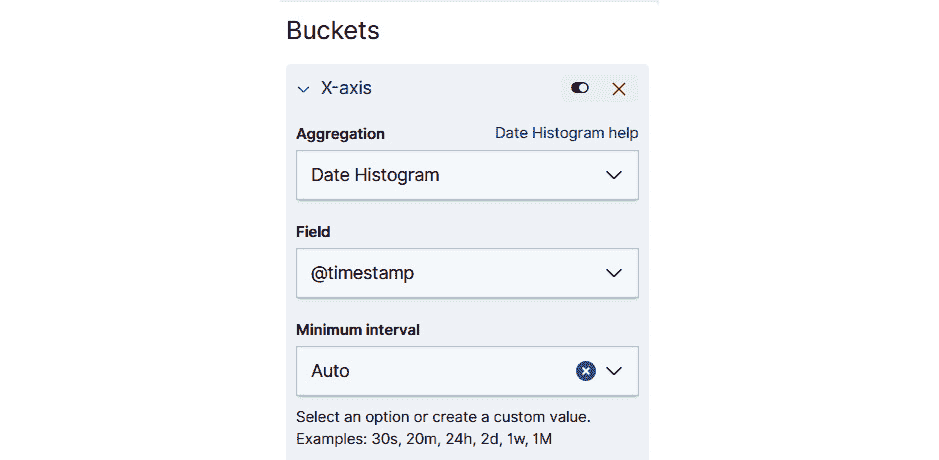 Buckets
X-axis
Aggregation Date Histogram help
Date Histogram
Field
@timestamp
Minimum interval
Auto
Select an option or create a custom value.
Examples: 30s, 20m, 24h, 2d, 1w, 1M